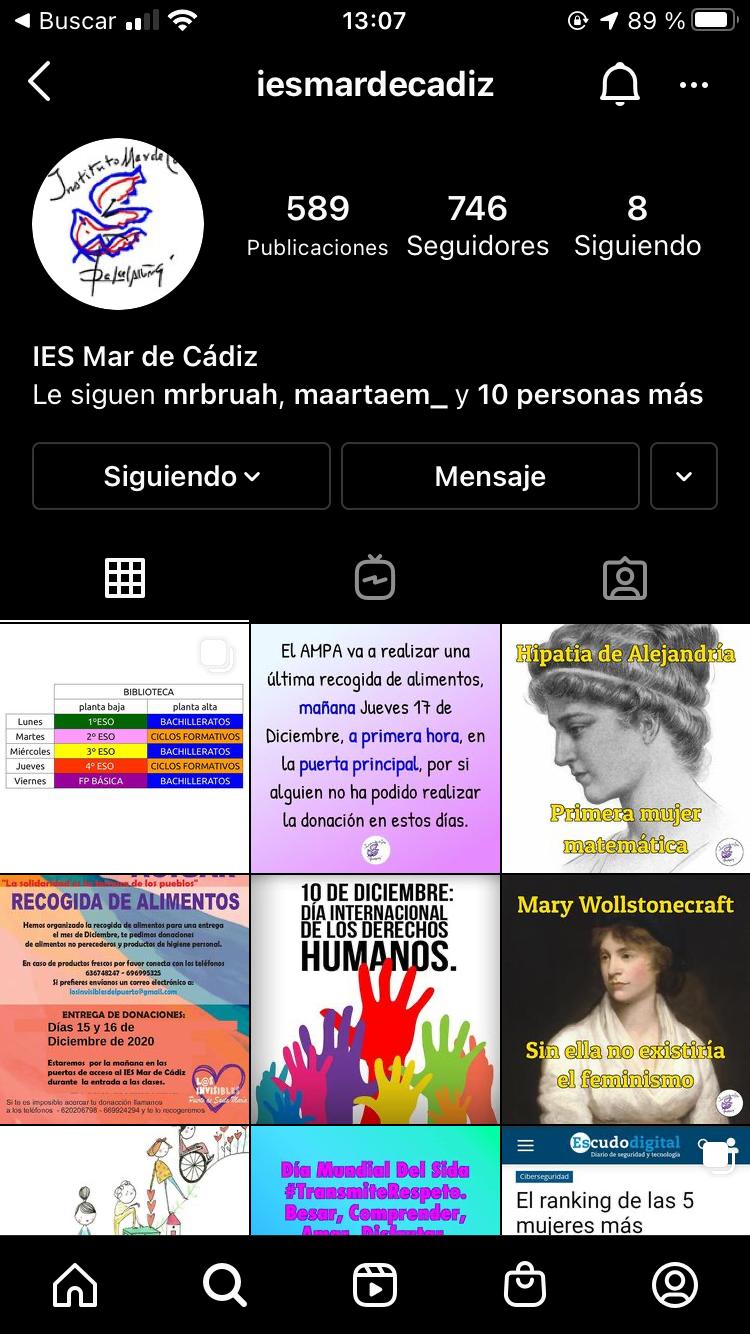 Buscar
13:07
89 %
iesmardecadiz
589
Publicaciones
746
Seguidores
8
Siguiendo
IES Mar de Cádiz
Le siguen mrbruah, maartaem_ y 10 personas más
Siguiendo
Mensaje
BIBLIOTECA
planta baja planta alta
Lunes 1ºESO BACHILLERATOS
Martes 2º ESO CICLOS FORMATIVOS
Miércoles 3º ESO BACHILLERATOS
Jueves 4º ESO CICLOS FORMATIVOS
Viernes FP BÁSICA BACHILLERATOS
El AMPA va a realizar una
última recogida de alimentos,
mañana Jueves 17 de
Diciembre, a primera hora, en
la puerta principal, por si
alguien no ha podido realizar
la donación en estos días.
Hipatia de Alejandría
Primera mujer
matemática
"La solidaridad es la de los pueblos"
RECOGIDA DE ALIMENTOS
Hemos organizado la recogida de alimentos para una entrega
el mes de Diciembre, te pedimos donaciones
de alimentos no perecederos y productos de higiene personal.
En caso de productos frescos por favor conecta con los teléfonos
636748247 - 696995325
Si prefieres envianos un correo electrónico a:
losinvisiblesdelpuerto@gmail.com
ENTREGA DE DONACIONES:
Días 15 y 16 de
Diciembre de 2020
Estaremos por la mañana en las
puertas de acceso al IES Mar de Cádiz
durante la entrada a las clases.
L@S
INVISIBLES
Puerto de Santa María
Si te es imposible acercar tu donación llamanos
a los teléfonos - 620206798 - 669924294 y te lo recogeremos
10 DE DICIEMBRE:
DÍA INTERNACIONAL
DE LOS DERECHOS
HUMANOS.
Mary Wollstonecraft
Sin ella no existiría
el feminismo
Día Mundial Del Sida
#TransmiteRespeto.
Besar, Comprender,
Amar, Disfrutar
Escudodigital
Diario de seguridad y tecnología
Ciberseguridad
El ranking de las 5
mujeres más